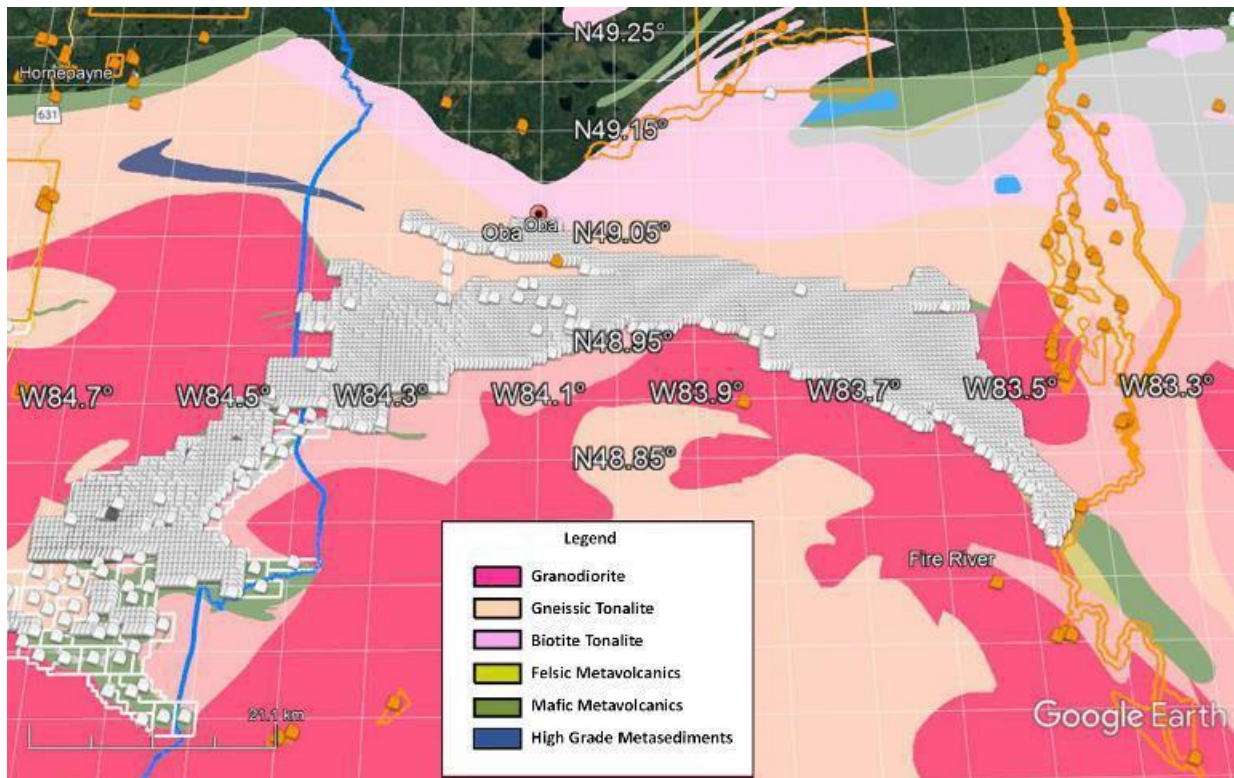 N49.25°
Hornepayne
631
N49.15°
Oba
Oba
N49.05°
N48.95°
W84.7°
W84.5°
W84.3°
W84.1°
W83.9°
W83.7°
W83.5°
W83.3°
N48.85°
Fire River
Legend
Granodiorite
Gneissic Tonalite
Biotite Tonalite
Felsic Metavolcanics
Mafic Metavolcanics
High Grade Metasediments
21.1 km
Google Earth